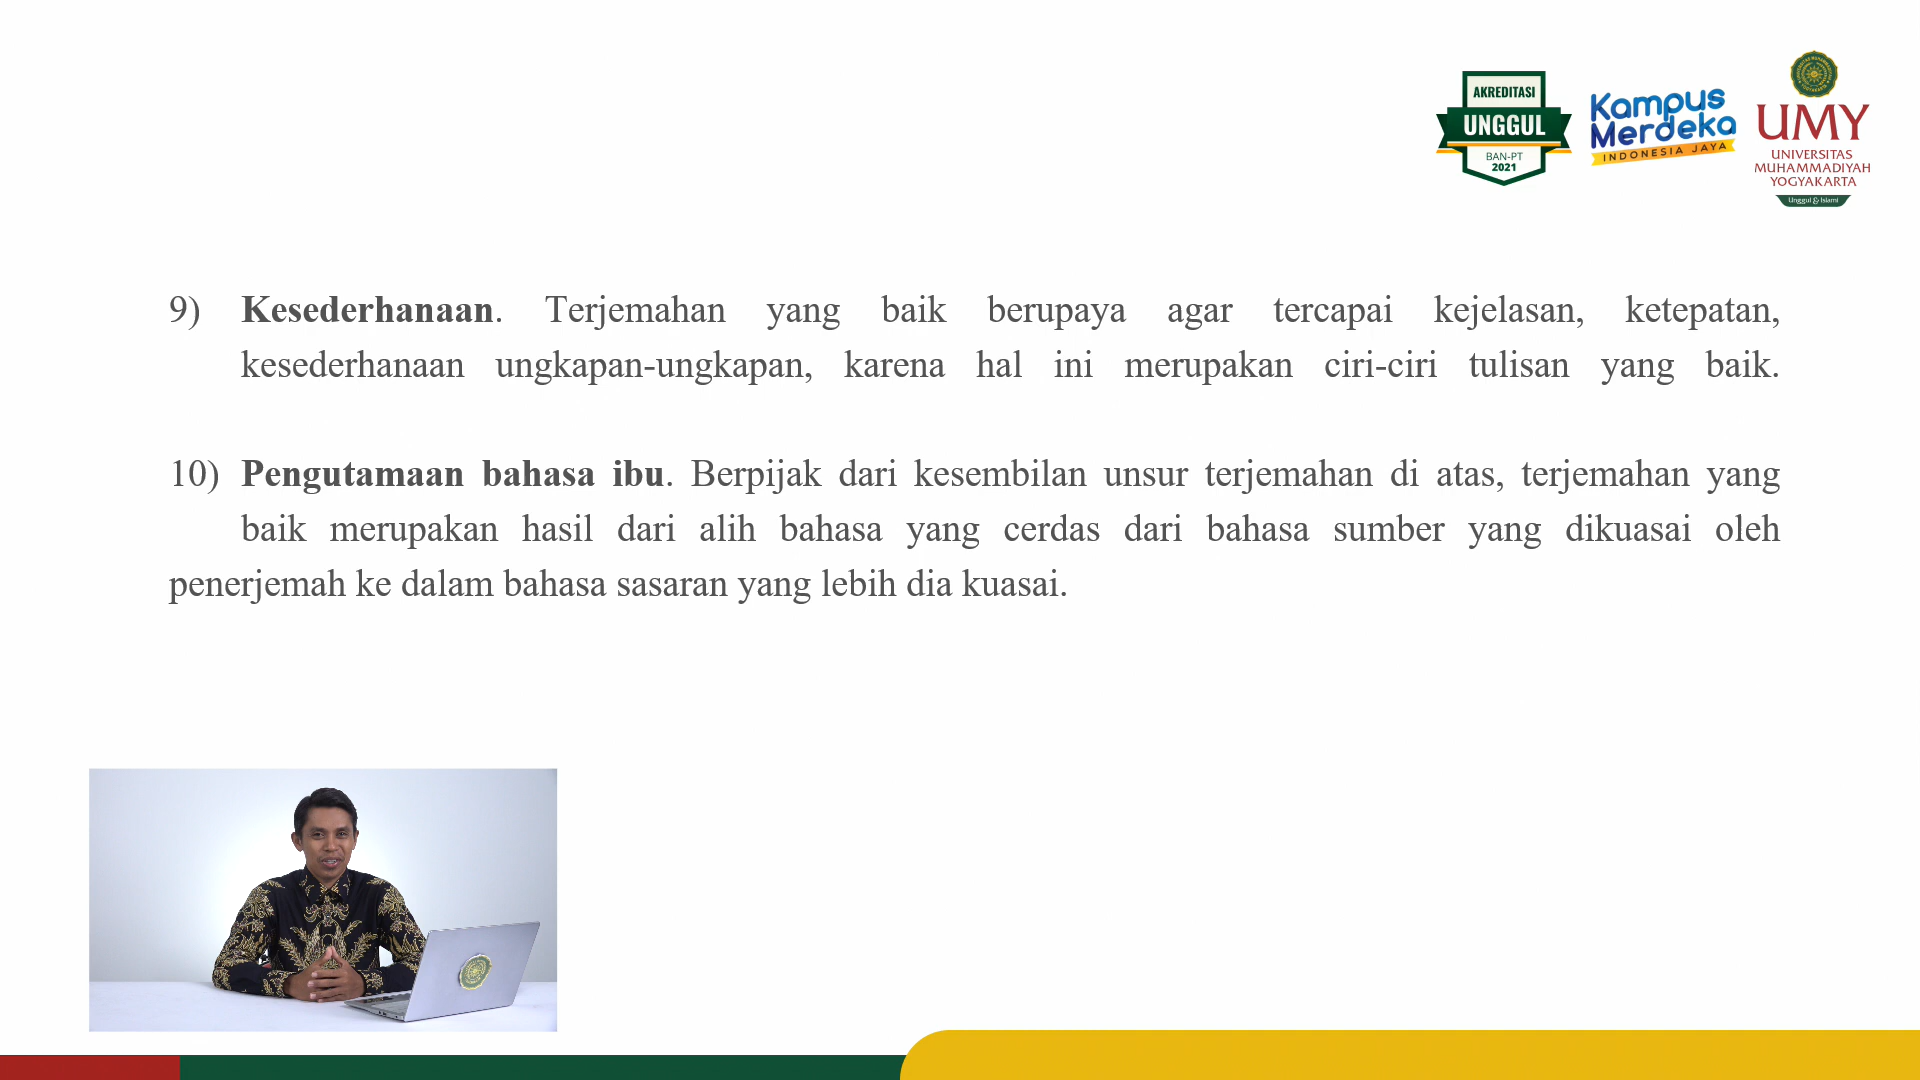 AKREDITASI
UNGGUL
BAN-PT
2021
Kampus
Merdeka
INDONESIA JAYA
UMY
UNIVERSITAS
MUHAMMADIYAH
YOGYAKARTA
Unggul & Islami
9) Kesederhanaan. Terjemahan yang baik berupaya agar tercapai kejelasan, ketepatan,
kesederhanaan ungkapan-ungkapan, karena hal ini merupakan ciri-ciri tulisan yang baik.
10) Pengutamaan bahasa ibu. Berpijak dari kesembilan unsur terjemahan di atas, terjemahan yang
baik merupakan hasil dari alih bahasa yang cerdas dari bahasa sumber yang dikuasai oleh
penerjemah ke dalam bahasa sasaran yang lebih dia kuasai.